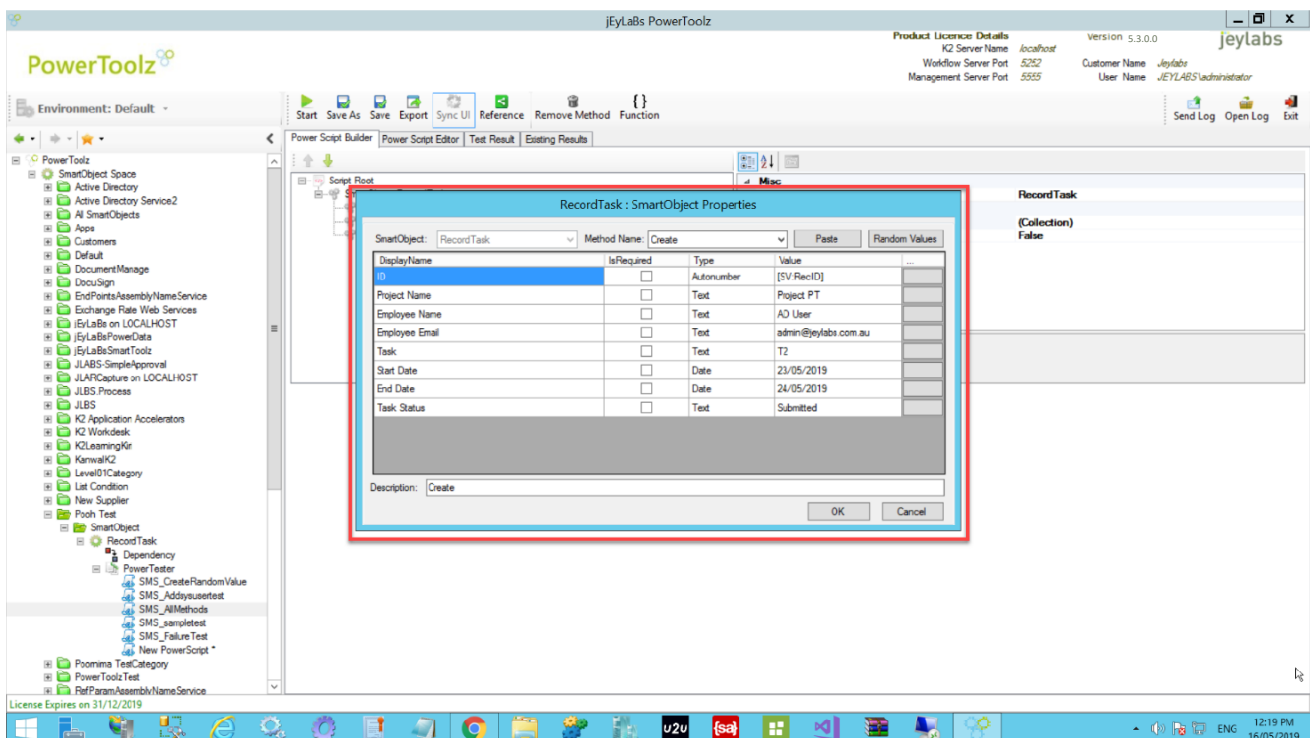 jEyLaBs PowerToolz
Product Licence Details
K2 Server Name localhost
Workflow Server Port 5252
Management Server Port 5555
Version 5.3.0.0
Customer Name Jeylabs
User Name JEYLABS\administrator
jeylabs
PowerToolz
Environment: Default
Start Save As Save Export Sync UI Reference Remove Method Function
Send Log Open Log Exit
Power Script Builder Power Script Editor Test Result Existing Results
PowerToolz
SmartObject Space
Active Directory
Active Directory Service2
All SmartObjects
Apps
Customers
Default
DocumentManage
DocuSign
EndPointsAssemblyNameService
Exchange Rate Web Services
jEyLaBs on LOCALHOST
jEyLaBsPowerData
jEyLaBsSmartToolz
JLABS-SimpleApproval
JLARCapture on LOCALHOST
JLBS.Process
JLBS
K2 Application Accelerators
K2 Workdesk
K2LearningKir
KanwalK2
Level01Category
List Condition
New Supplier
Pooh Test
SmartObject
RecordTask
Dependency
PowerTester
SMS_CreateRandomValue
SMS_Addsysusertest
SMS_AllMethods
SMS_sampletest
SMS_FailureTest
New PowerScript *
Poornima TestCategory
PowerToolzTest
RefParamAssemblyNameService
Script Root
Misc
RecordTask
(Collection)
False
RecordTask : SmartObject Properties
SmartObject: RecordTask Method Name: Create Paste Random Values
DisplayName IsRequired Type Value ...
ID Autonumber [SV:RecID]
Project Name Text Project PT
Employee Name Text AD User
Employee Email Text admin@jeylabs.com.au
Task Text T2
Start Date Date 23/05/2019
End Date Date 24/05/2019
Task Status Text Submitted
Description: Create
OK Cancel
License Expires on 31/12/2019
u2u {sa}
ENG 12:19 PM
16/05/2019